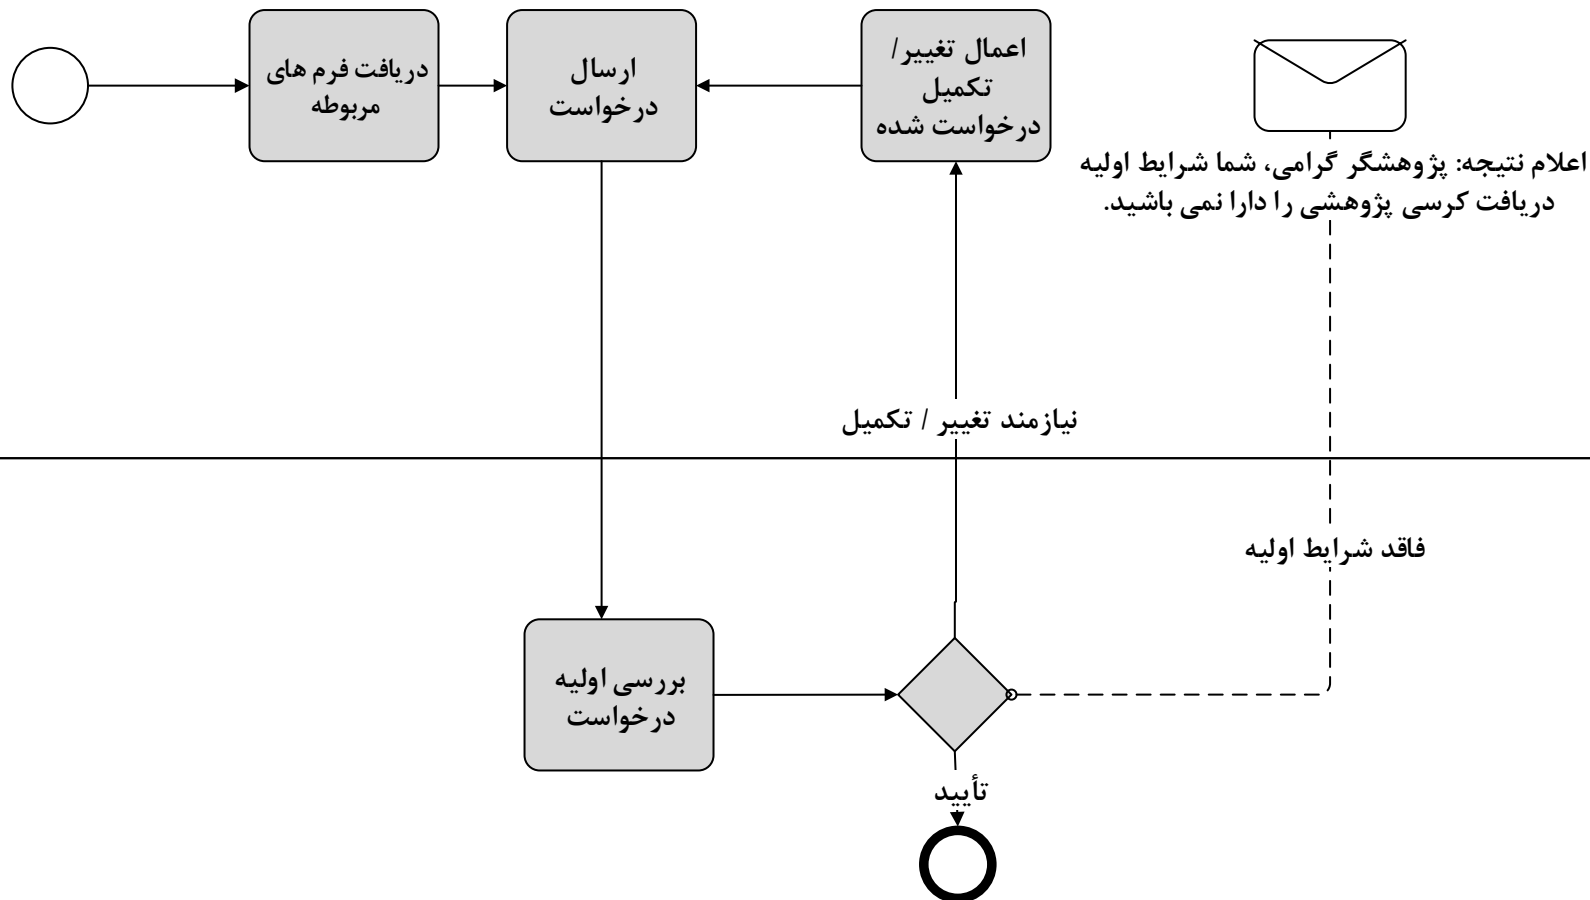 دریافت فرم های
مربوطه
ارسال
درخواست
اعمال تغییر/
تکمیل
درخواست شده
اعلام نتیجه: پژوهشگر گرامی، شما شرایط اولیه
دریافت کرسی پژوهشی را دارا نمی باشید.
نیازمند تغییر / تکمیل
فاقد شرایط اولیه
بررسی اولیه
درخواست
تأیید